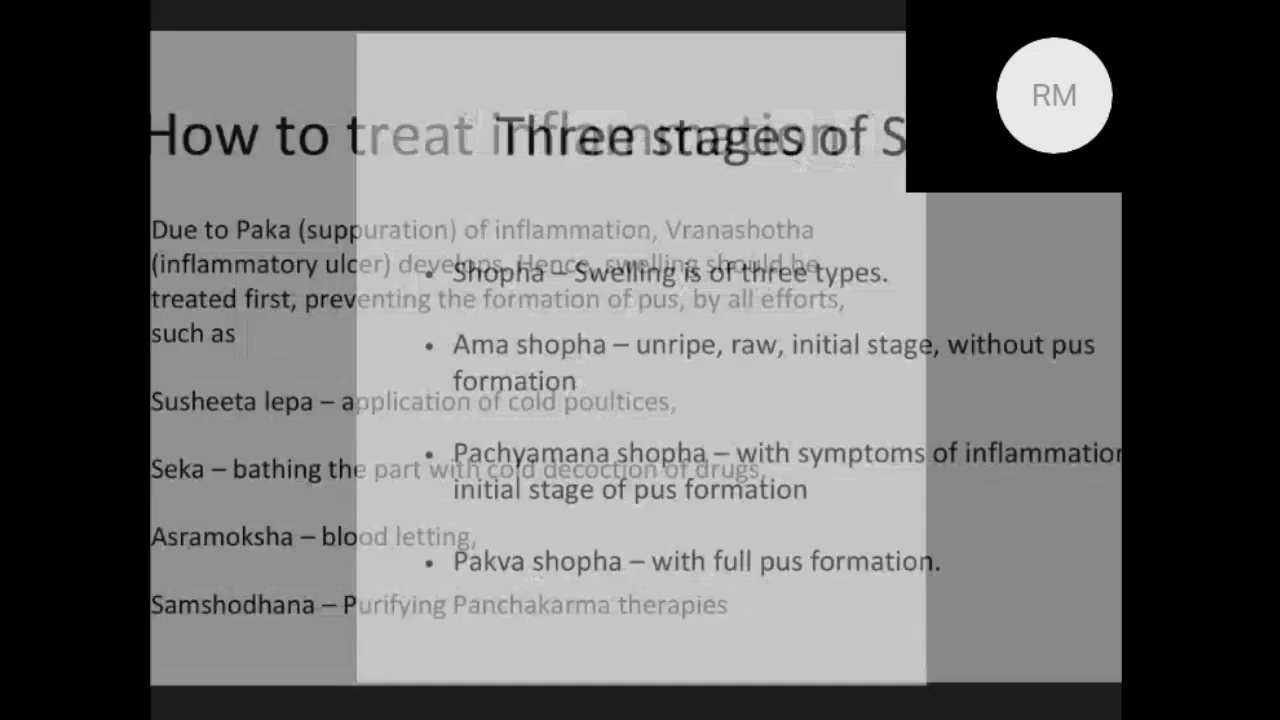 RM
How to treat inflammation
Due to Paka (suppuration) of inflammation, Vranashotha
(inflammatory ulcer) develops. Hence, swelling should be
treated first, preventing the formation of pus, by all efforts,
such as
Susheeta lepa – application of cold poultices,
Seka – bathing the part with cold decoction of drugs,
Asramoksha – blood letting,
Samshodhana – Purifying Panchakarma therapies
Three stages of S
• Shopha – Swelling is of three types.
• Ama shopha – unripe, raw, initial stage, without pus
formation
• Pachyamana shopha – with symptoms of inflammation
initial stage of pus formation
• Pakva shopha – with full pus formation.